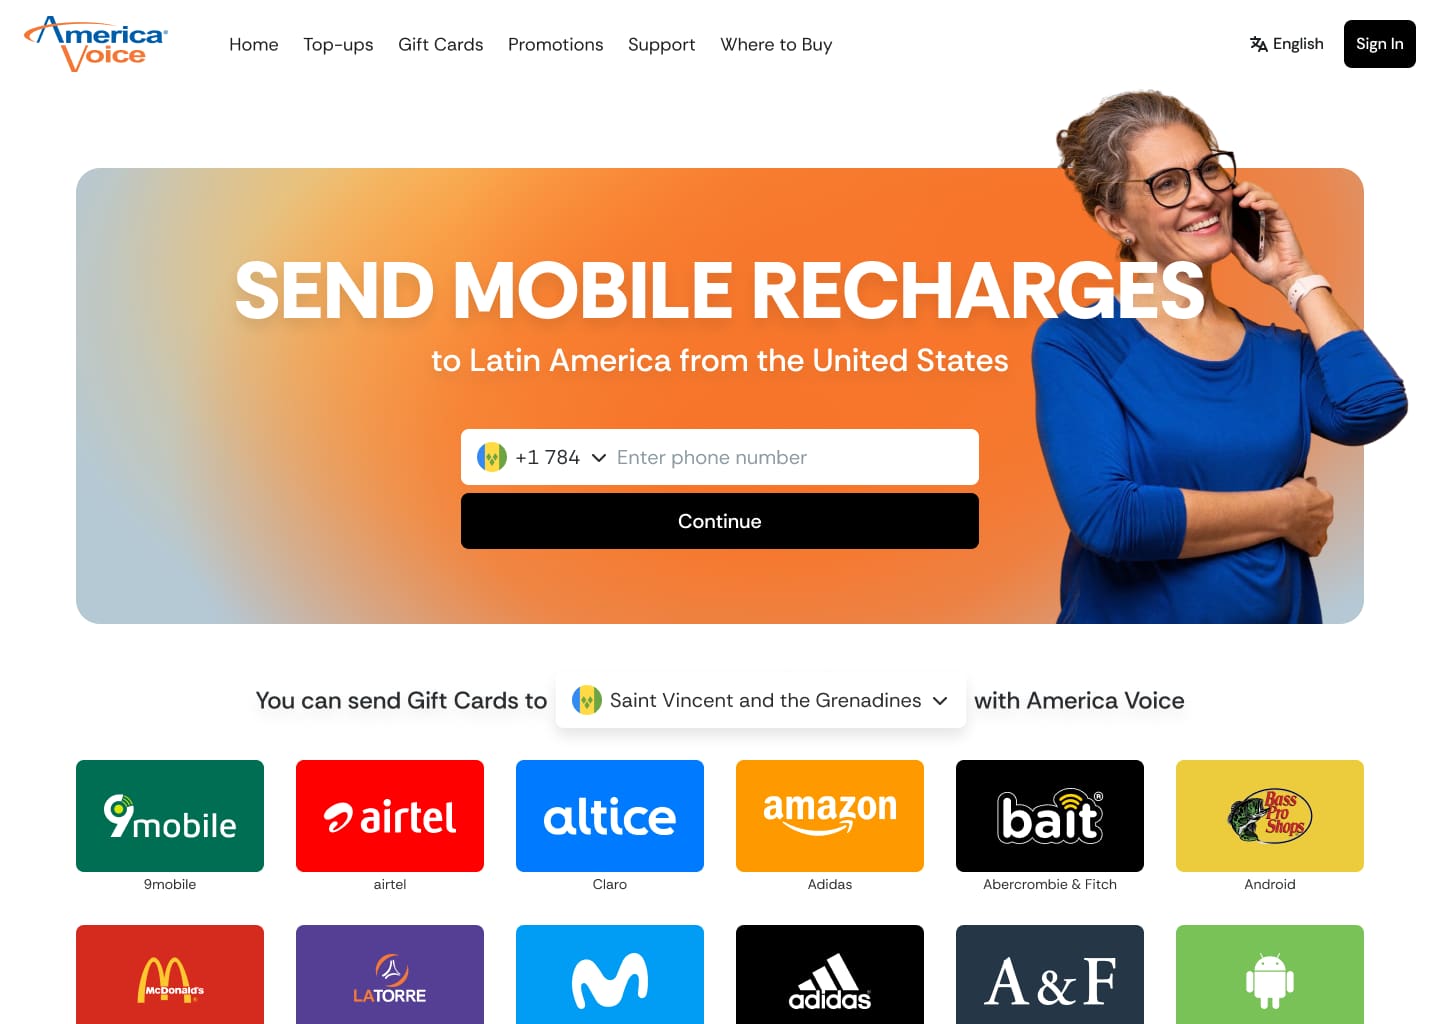 America
Voice
Home
Top-ups
Gift Cards
Promotions
Support
Where to Buy
English
Sign In
SEND MOBILE RECHARGES
to Latin America from the United States
+1 784
Enter phone number
Continue
You can send Gift Cards to
Saint Vincent and the Grenadines
with America Voice
9mobile
airtel
altice
amazon
bait®
Bass
Pro
Shops
9mobile
airtel
Claro
Adidas
Abercrombie & Fitch
Android
McDonald's
LATORRE
adidas
A & F